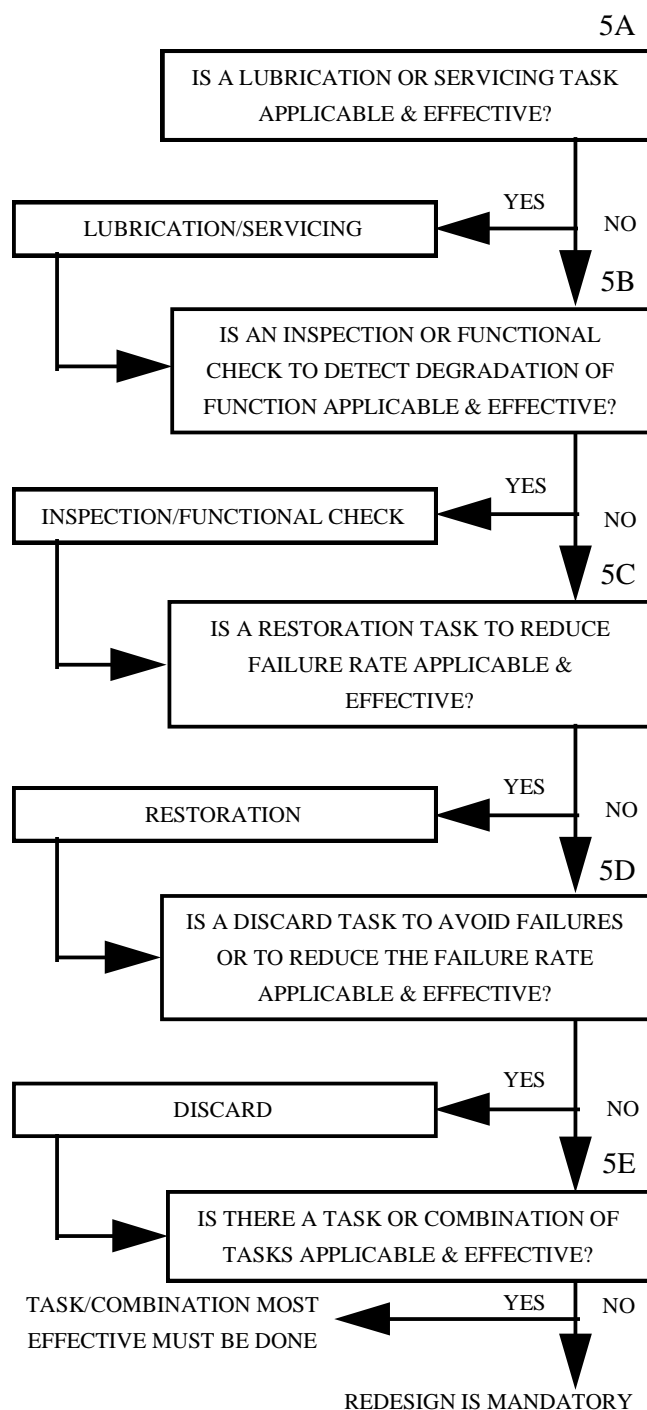 5A
IS A LUBRICATION OR SERVICING TASK
APPLICABLE & EFFECTIVE?
YES
NO
LUBRICATION/SERVICING
5B
IS AN INSPECTION OR FUNCTIONAL
CHECK TO DETECT DEGRADATION OF
FUNCTION APPLICABLE & EFFECTIVE?
YES
NO
INSPECTION/FUNCTIONAL CHECK
5C
IS A RESTORATION TASK TO REDUCE
FAILURE RATE APPLICABLE &
EFFECTIVE?
YES
NO
RESTORATION
5D
IS A DISCARD TASK TO AVOID FAILURES
OR TO REDUCE THE FAILURE RATE
APPLICABLE & EFFECTIVE?
YES
NO
DISCARD
5E
IS THERE A TASK OR COMBINATION OF
TASKS APPLICABLE & EFFECTIVE?
YES
NO
TASK/COMBINATION MOST
EFFECTIVE MUST BE DONE
REDESIGN IS MANDATORY